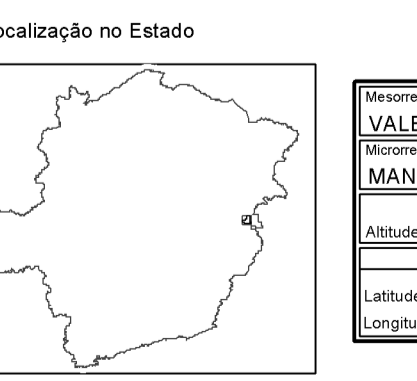 ocalização no Estado
Mesorre
VALE
Microrre
MAN
Altitude
Latitude
Longitu